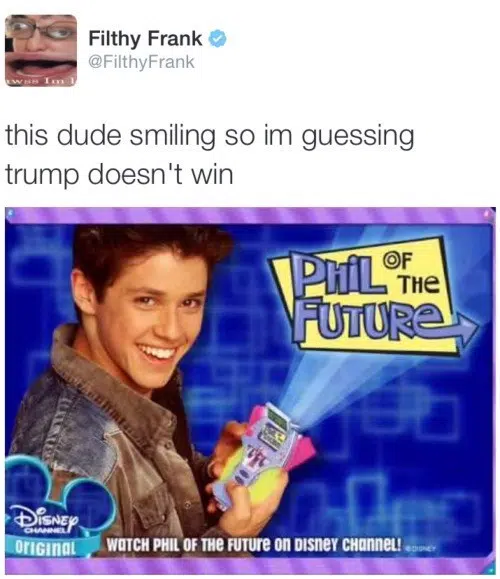 Filthy Frank
@FilthyFrank
this dude smiling so im guessing
trump doesn't win
PHiL OF THe
FUTURe
DiSNEY
CHANNEL
ORiGiNaL
WaTCH PHiL OF THe FUTUre on DISNeY CHanneL! ©DISNEY